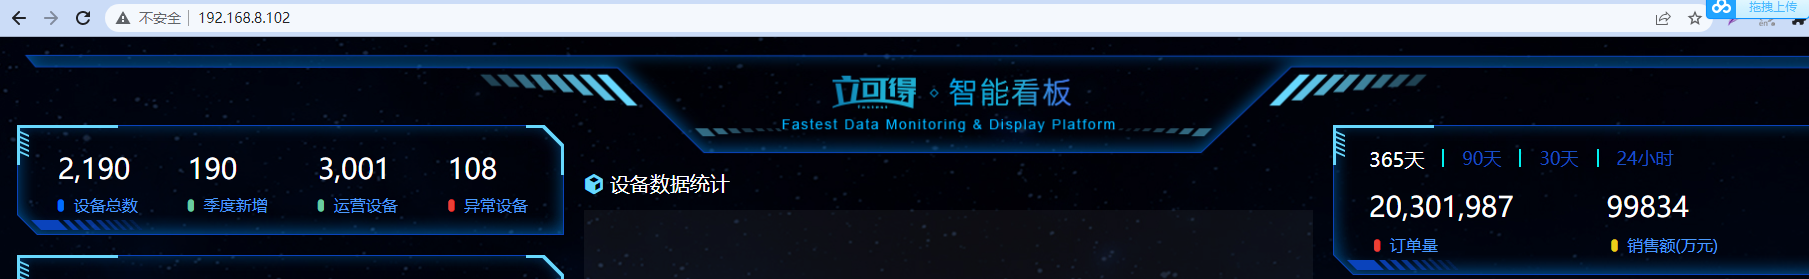 不安全 | 192.168.8.102
拖拽上传
立可得 ⋄ 智能看板
Fastest
Fastest Data Monitoring & Display Platform
2,190 190 3,001 108
设备总数 季度新增 运营设备 异常设备
设备数据统计
365天 90天 30天 24小时
20,301,987 99834
订单量 销售额(万元)